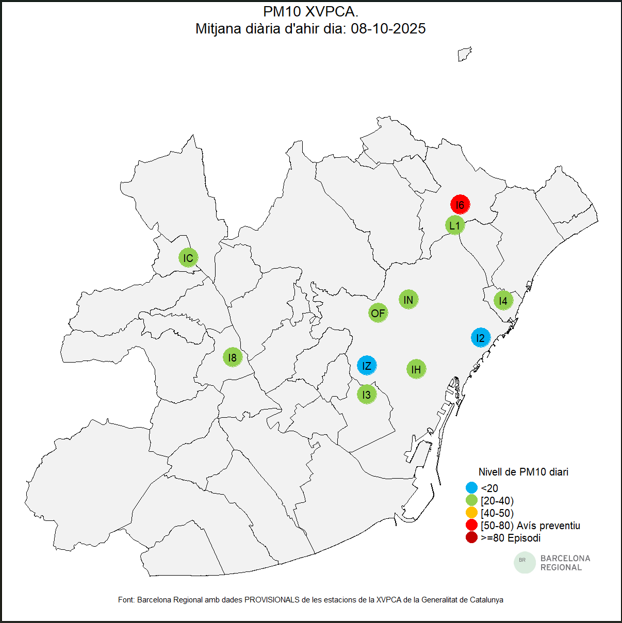 PM10 XVPCA.
Mitjana diària d'ahir dia: 08-10-2025
I6
L1
IC
IN
I4
OF
I2
I8
IZ
IH
I3
Nivell de PM10 diari
<20
[20-40)
[40-50)
[50-80) Avís preventiu
>=80 Episodi
BR
BARCELONA
REGIONAL
Font: Barcelona Regional amb dades PROVISIONALS de les estacions de la XVPCA de la Generalitat de Catalunya